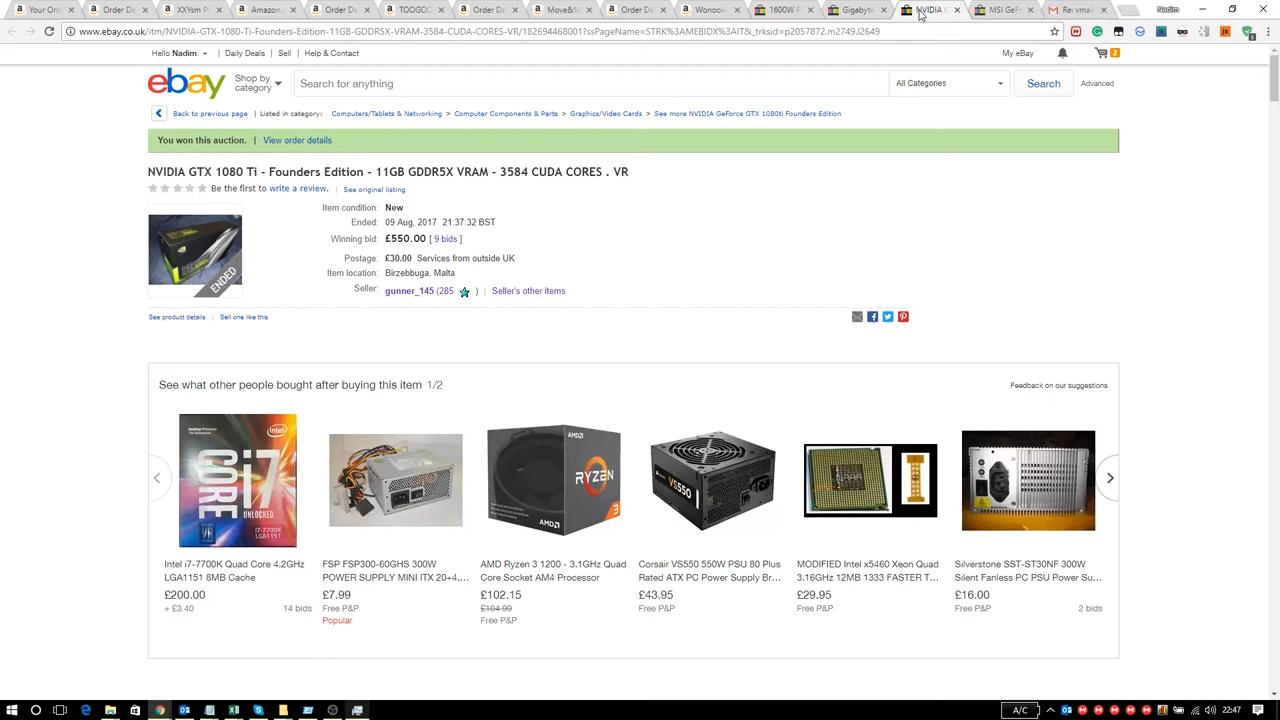 Your Or
Order De
XXYsm P
Amazon
Order De
TOOGOC
Order De
Move&M
Order De
Woncov
1600W P
Gigabyte
NVIDIA G
MSI GeF
Re: vma
Nadim
www.ebay.co.uk/itm/NVIDIA-GTX-1080-Ti-Founders-Edition-11GB-GDDR5X-VRAM-3584-CUDA-CORES-VR
Hello Nadim. Daily Deals | Sell | Help & Contact My eBay 2
ebay Shop by category Search for anything All Categories Search Advanced
Back to previous page | Listed in category: Computers/Tablets & Networking > Computer Components & Parts > Graphics/Video Cards > See more NVIDIA GeForce GTX 1080ti Founders Edition
You won this auction. | View order details
NVIDIA GTX 1080 Ti - Founders Edition - 11GB GDDR5X VRAM - 3584 CUDA CORES . VR
Be the first to write a review. | See original listing
Item condition: New
Ended: 09 Aug, 2017 21:37:32 BST
Winning bid: £550.00 [ 9 bids ]
Postage: £30.00 Services from outside UK
Item location: Birzebbuga, Malta
Seller: gunner_145 (285 ) | Seller's other items
ENDED
See product details | Sell one like this
See what other people bought after buying this item 1/2 Feedback on our suggestions
Intel i7-7700K Quad Core 4.2GHz LGA1151 8MB Cache
£200.00
+ £3.40 14 bids
FSP FSP300-60GHS 300W POWER SUPPLY MINI ITX 20+4,...
£7.99
Free P&P
Popular
AMD Ryzen 3 1200 - 3.1GHz Quad Core Socket AM4 Processor
£102.15
£104.99
Free P&P
Corsair VS550 550W PSU 80 Plus Rated ATX PC Power Supply Br...
£43.95
Free P&P
MODIFIED Intel x5460 Xeon Quad 3.16GHz 12MB 1333 FASTER T...
£29.95
Free P&P
Silverstone SST-ST30NF 300W Silent Fanless PC PSU Power Su...
£16.00
Free P&P 2 bids
A/C 22:47